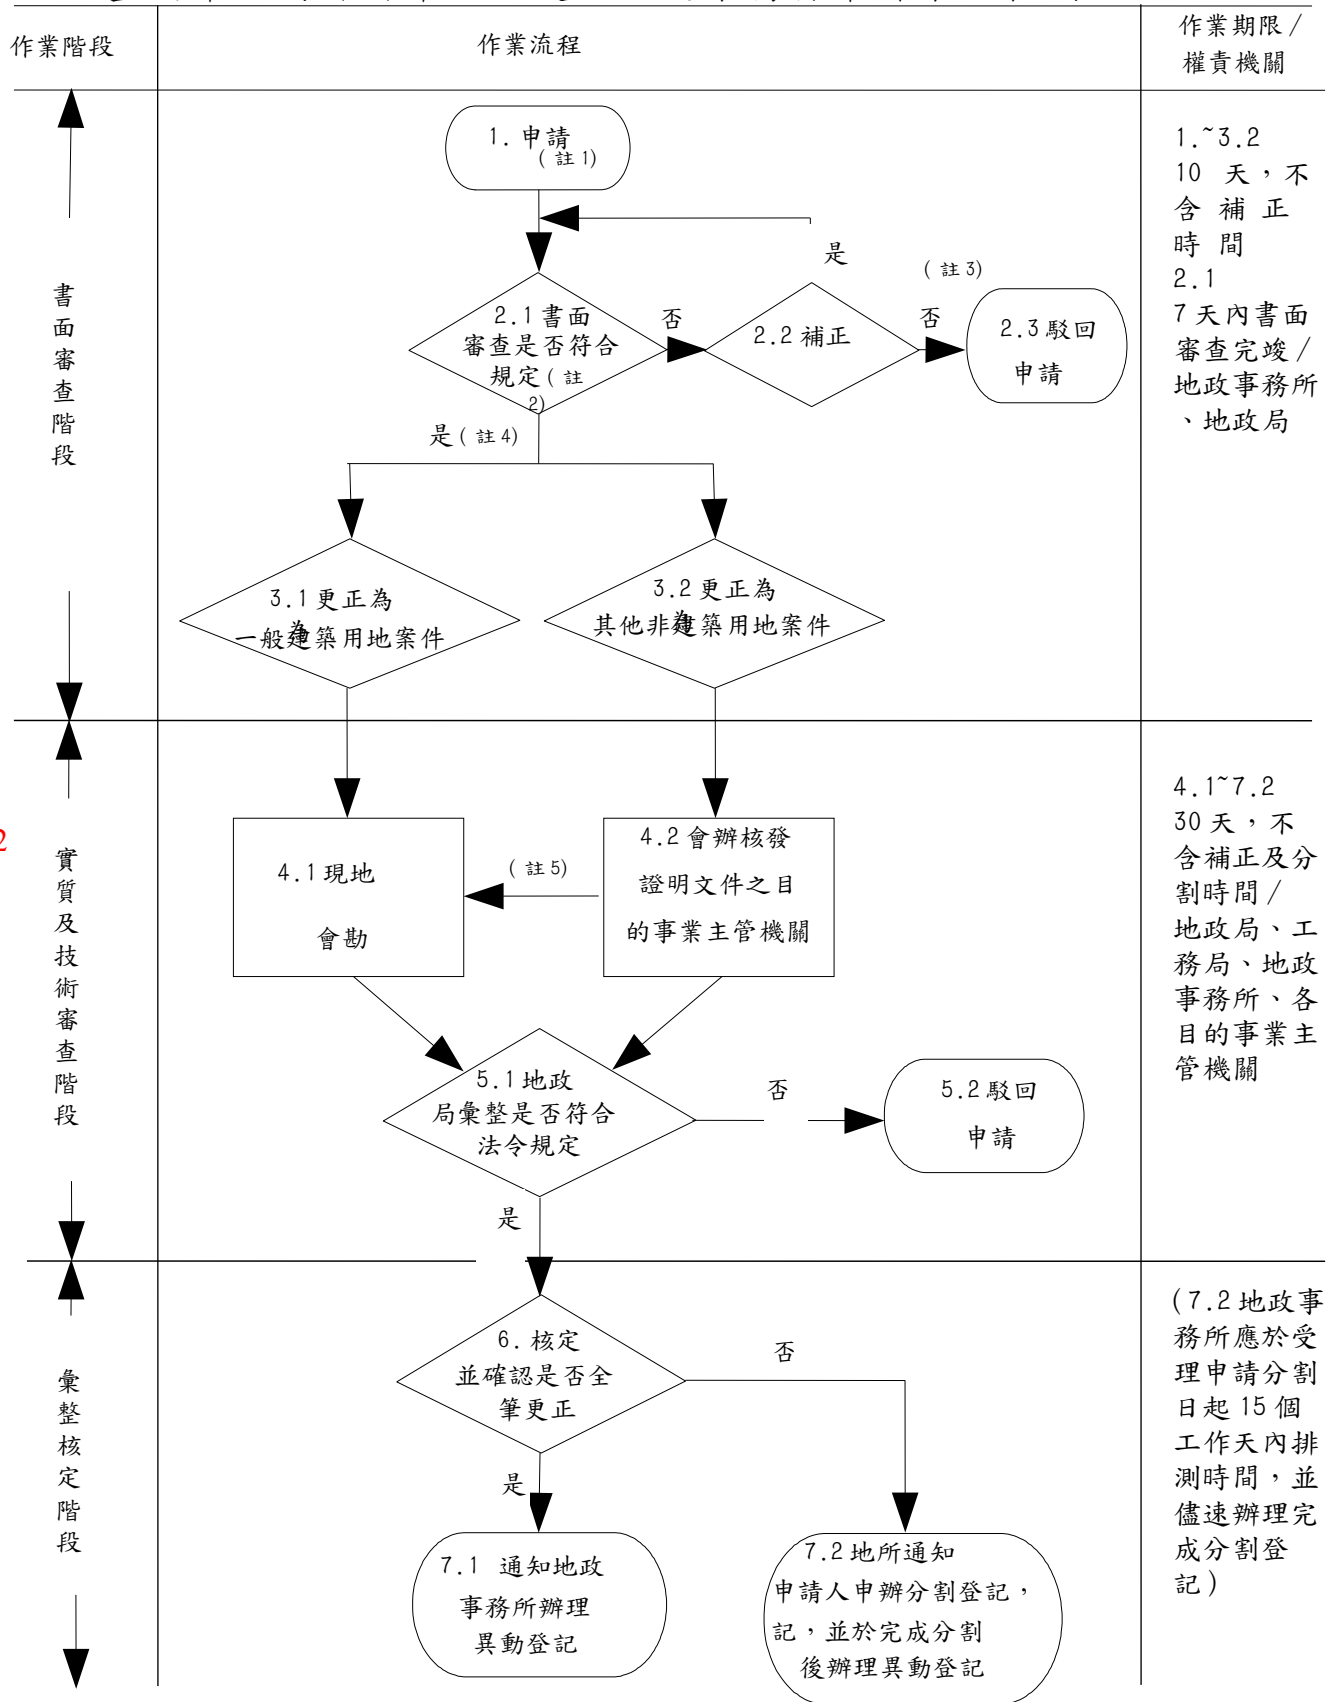 作業階段
作業流程
作業期限/
權責機關
1. 申請
(註1)
是
(註3)
2.1書面
審查是否符合
規定(註
2)
否
2.2補正
否
2.3駁回
申請
是(註4)
3.1更正為
為
一般建築用地案件
3.2更正為
為
其他非建築用地案件
書
面
審
查
階
段
1.~3.2
10 天，不
含 補 正
時 間
2.1
7天內書面
審查完竣/
地政事務所
、地政局
2
實
質
及
技
術
審
查
階
段
4.1現地
會勘
(註5)
4.2會辦核發
證明文件之目
的事業主管機關
5.1地政
局彙整是否符合
法令規定
否
5.2駁回
申請
是
4.1~7.2
30天，不
含補正及分
割時間/
地政局、工
務局、地政
事務所、各
目的事業主
管機關
彙
整
核
定
階
段
6.核定
並確認是否全
筆更正
否
是
7.1 通知地政
事務所辦理
異動登記
7.2地所通知
申請人申辦分割登記，
記，並於完成分割
後辦理異動登記
(7.2地政事
務所應於受
理申請分割
日起15個
工作天內排
測時間，並
儘速辦理完
成分割登
記)